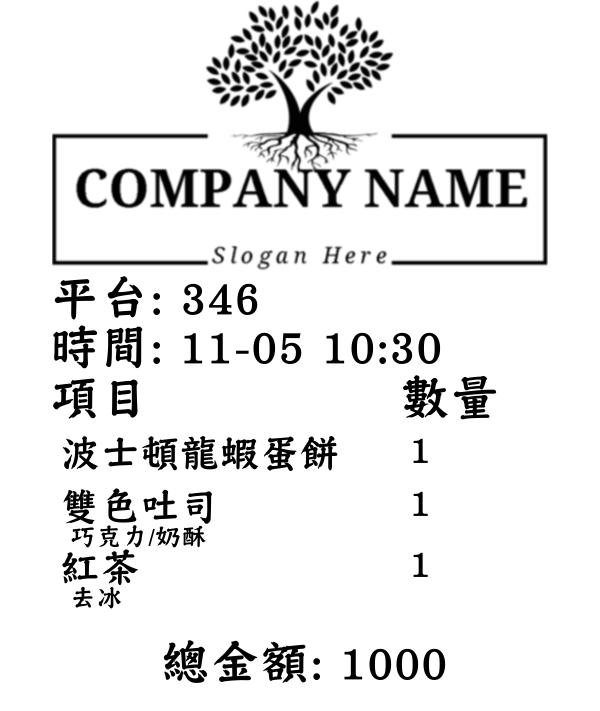 COMPANY NAME
Slogan Here
平台: 346
時間: 11-05 10:30
項目 數量
波士頓龍蝦蛋餅 1
雙色吐司 1
巧克力/奶酥
紅茶 1
去冰
總金額: 1000